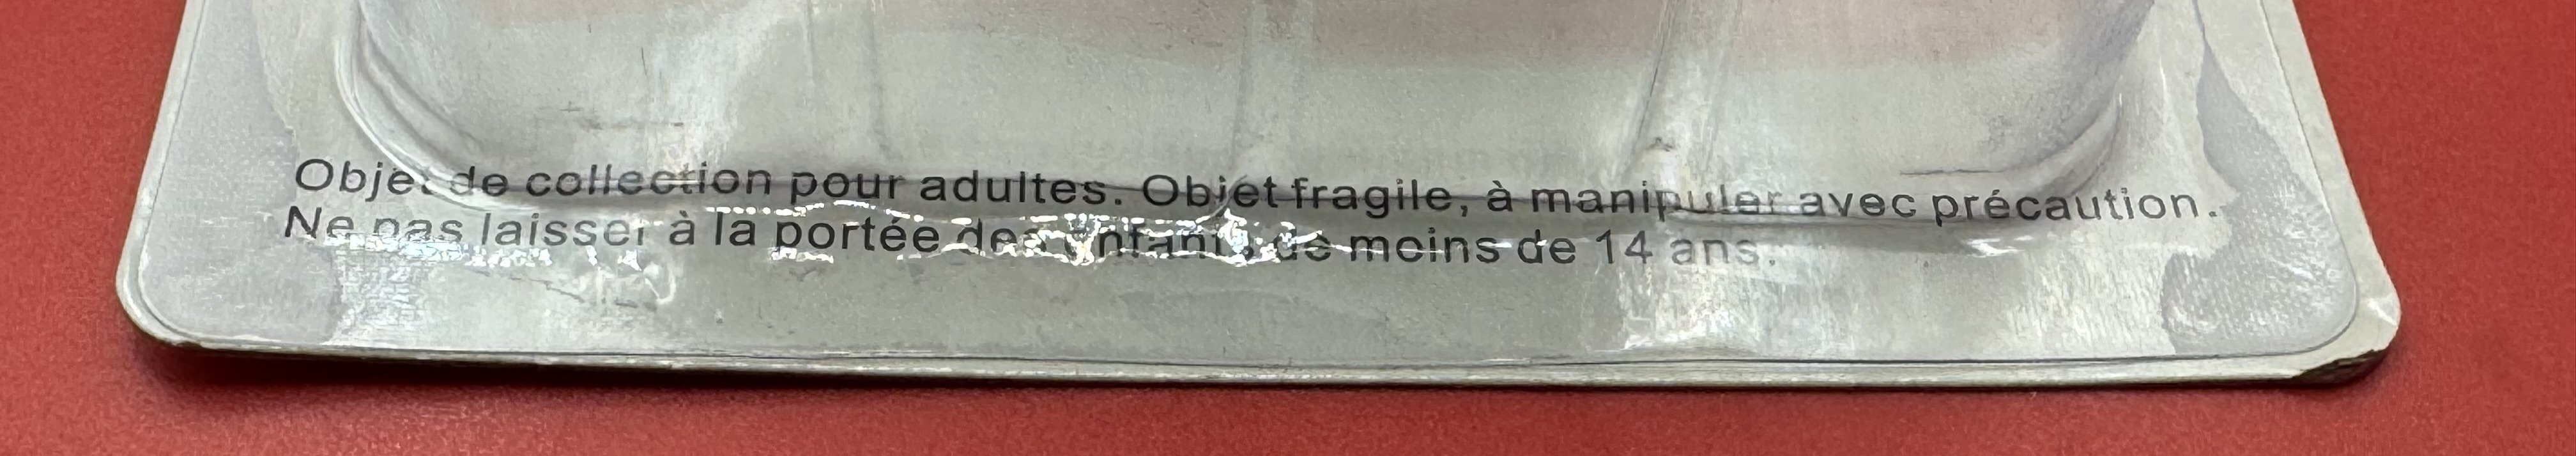 Objet de collection pour adultes. Objet fragile, à manipuler avec précaution.
Ne pas laisser à la portée des enfants de moins de 14 ans.